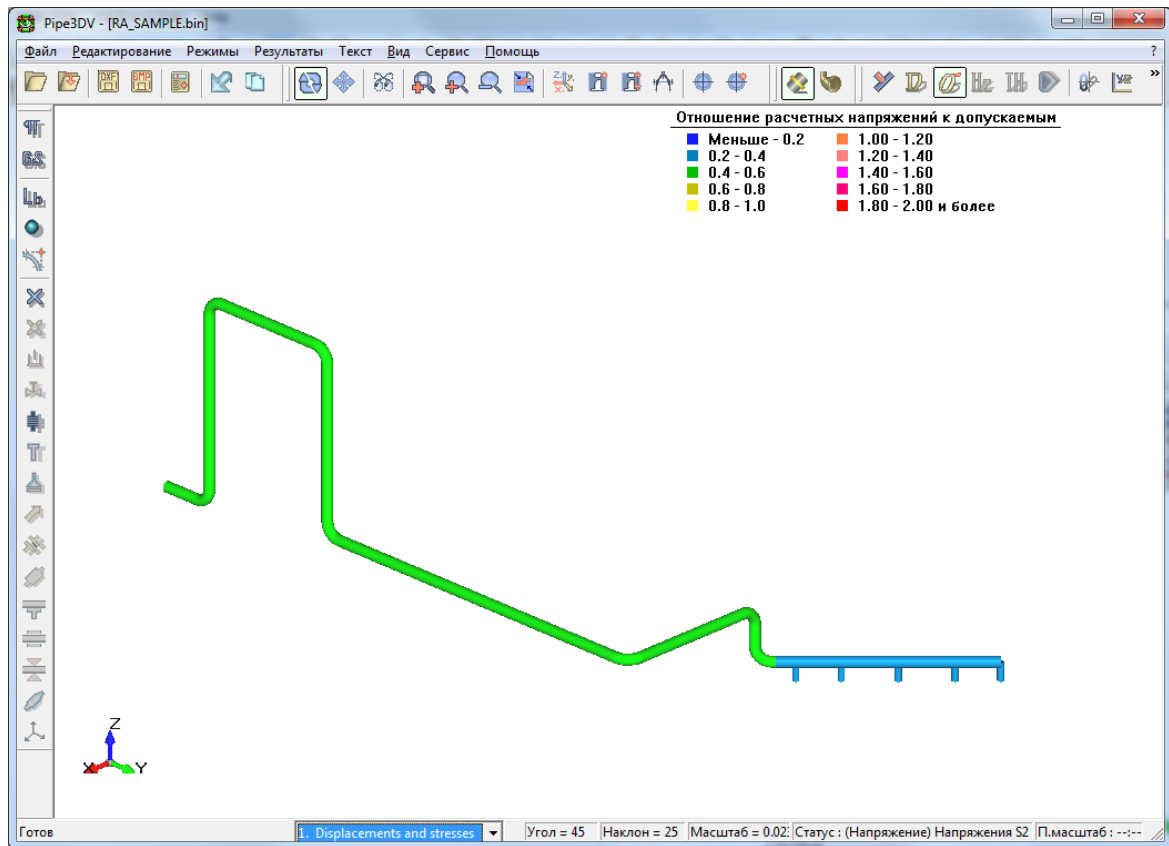 Pipe3DV - [RA_SAMPLE.bin]
Файл Редактирование Режимы Результаты Текст Вид Сервис Помощь ?
DXF BMP
Отношение расчетных напряжений к допускаемым
Меньше - 0.2 1.00 - 1.20
0.2 - 0.4 1.20 - 1.40
0.4 - 0.6 1.40 - 1.60
0.6 - 0.8 1.60 - 1.80
0.8 - 1.0 1.80 - 2.00 и более
Z
X Y
Готов 1. Displacements and stresses Угол = 45 Наклон = 25 Масштаб = 0.02 Статус : (Напряжение) Напряжения S2 П.масштаб : --:--